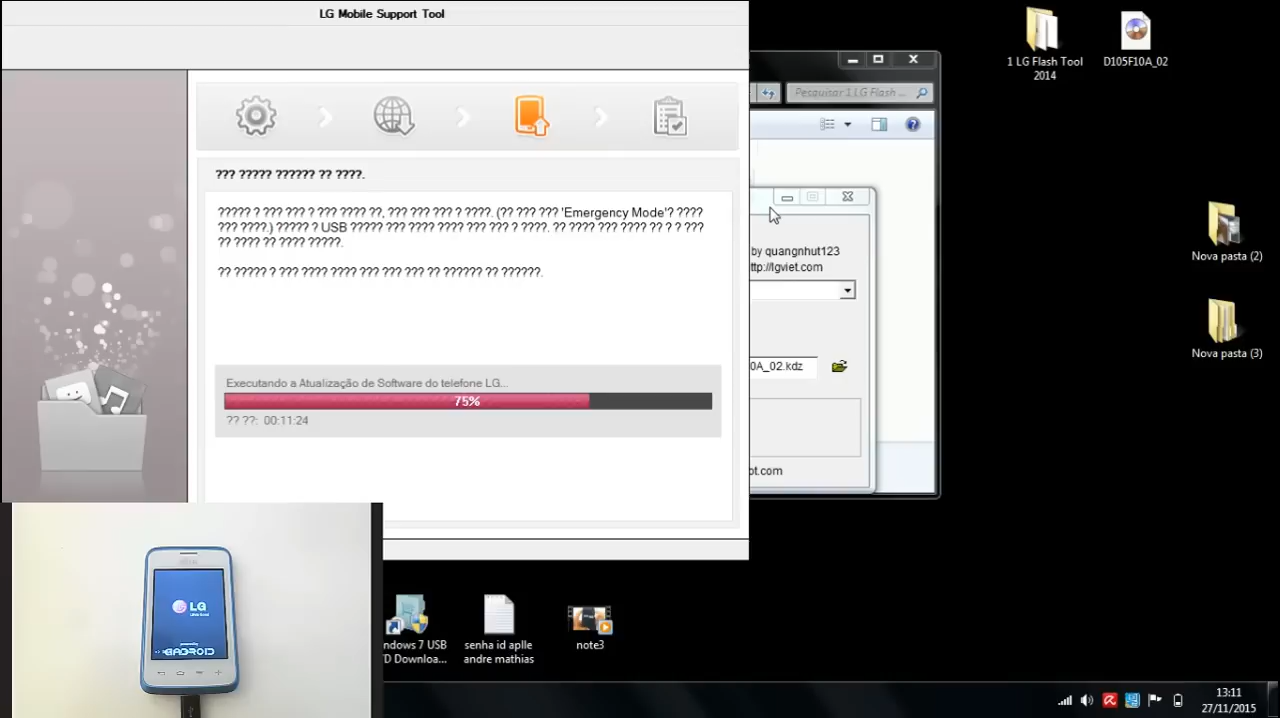 LG Mobile Support Tool
??? ????? ?????? ?? ????.
????? ? ??? ??? ? ??? ???? ??, ??? ??? ??? ? ????. (?? ??? ??? 'Emergency Mode'? ????
??? ????.) ????? ? USB ????? ??? ???? ???? ??? ??? ? ????. ?? ???? ??? ???? ?? ? ? ???
?? ???? ?? ???? ?????.
?? ????? ? ??? ???? ???? ??? ??? ??? ?? ?????? ?? ??????.
Executando a Atualização de Software do telefone LG...
75%
?? ??: 00:11:24
Pesquisar 1 LG Flash ...
by quangnhut123
ttp://lgviet.com
0A_02.kdz
ot.com
1 LG Flash Tool
2014
D105F10A_02
Nova pasta (2)
Nova pasta (3)
LG
ndows 7 USB
D Downloa...
senha id aplle
andre mathias
note3
13:11
27/11/2015